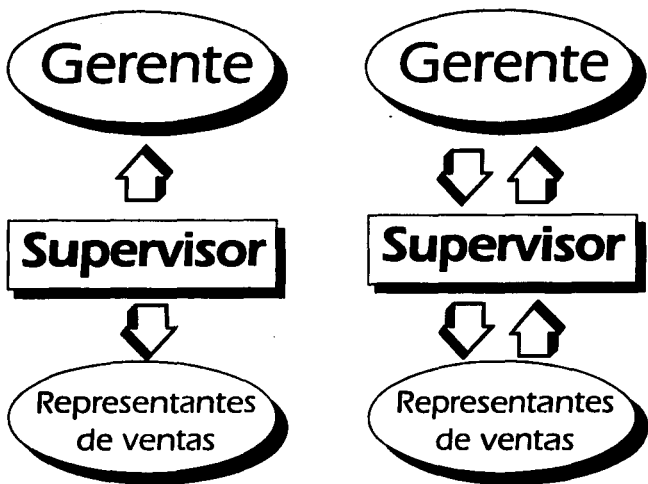 Gerente
Supervisor
Representantes
de ventas
Gerente
Supervisor
Representantes
de ventas